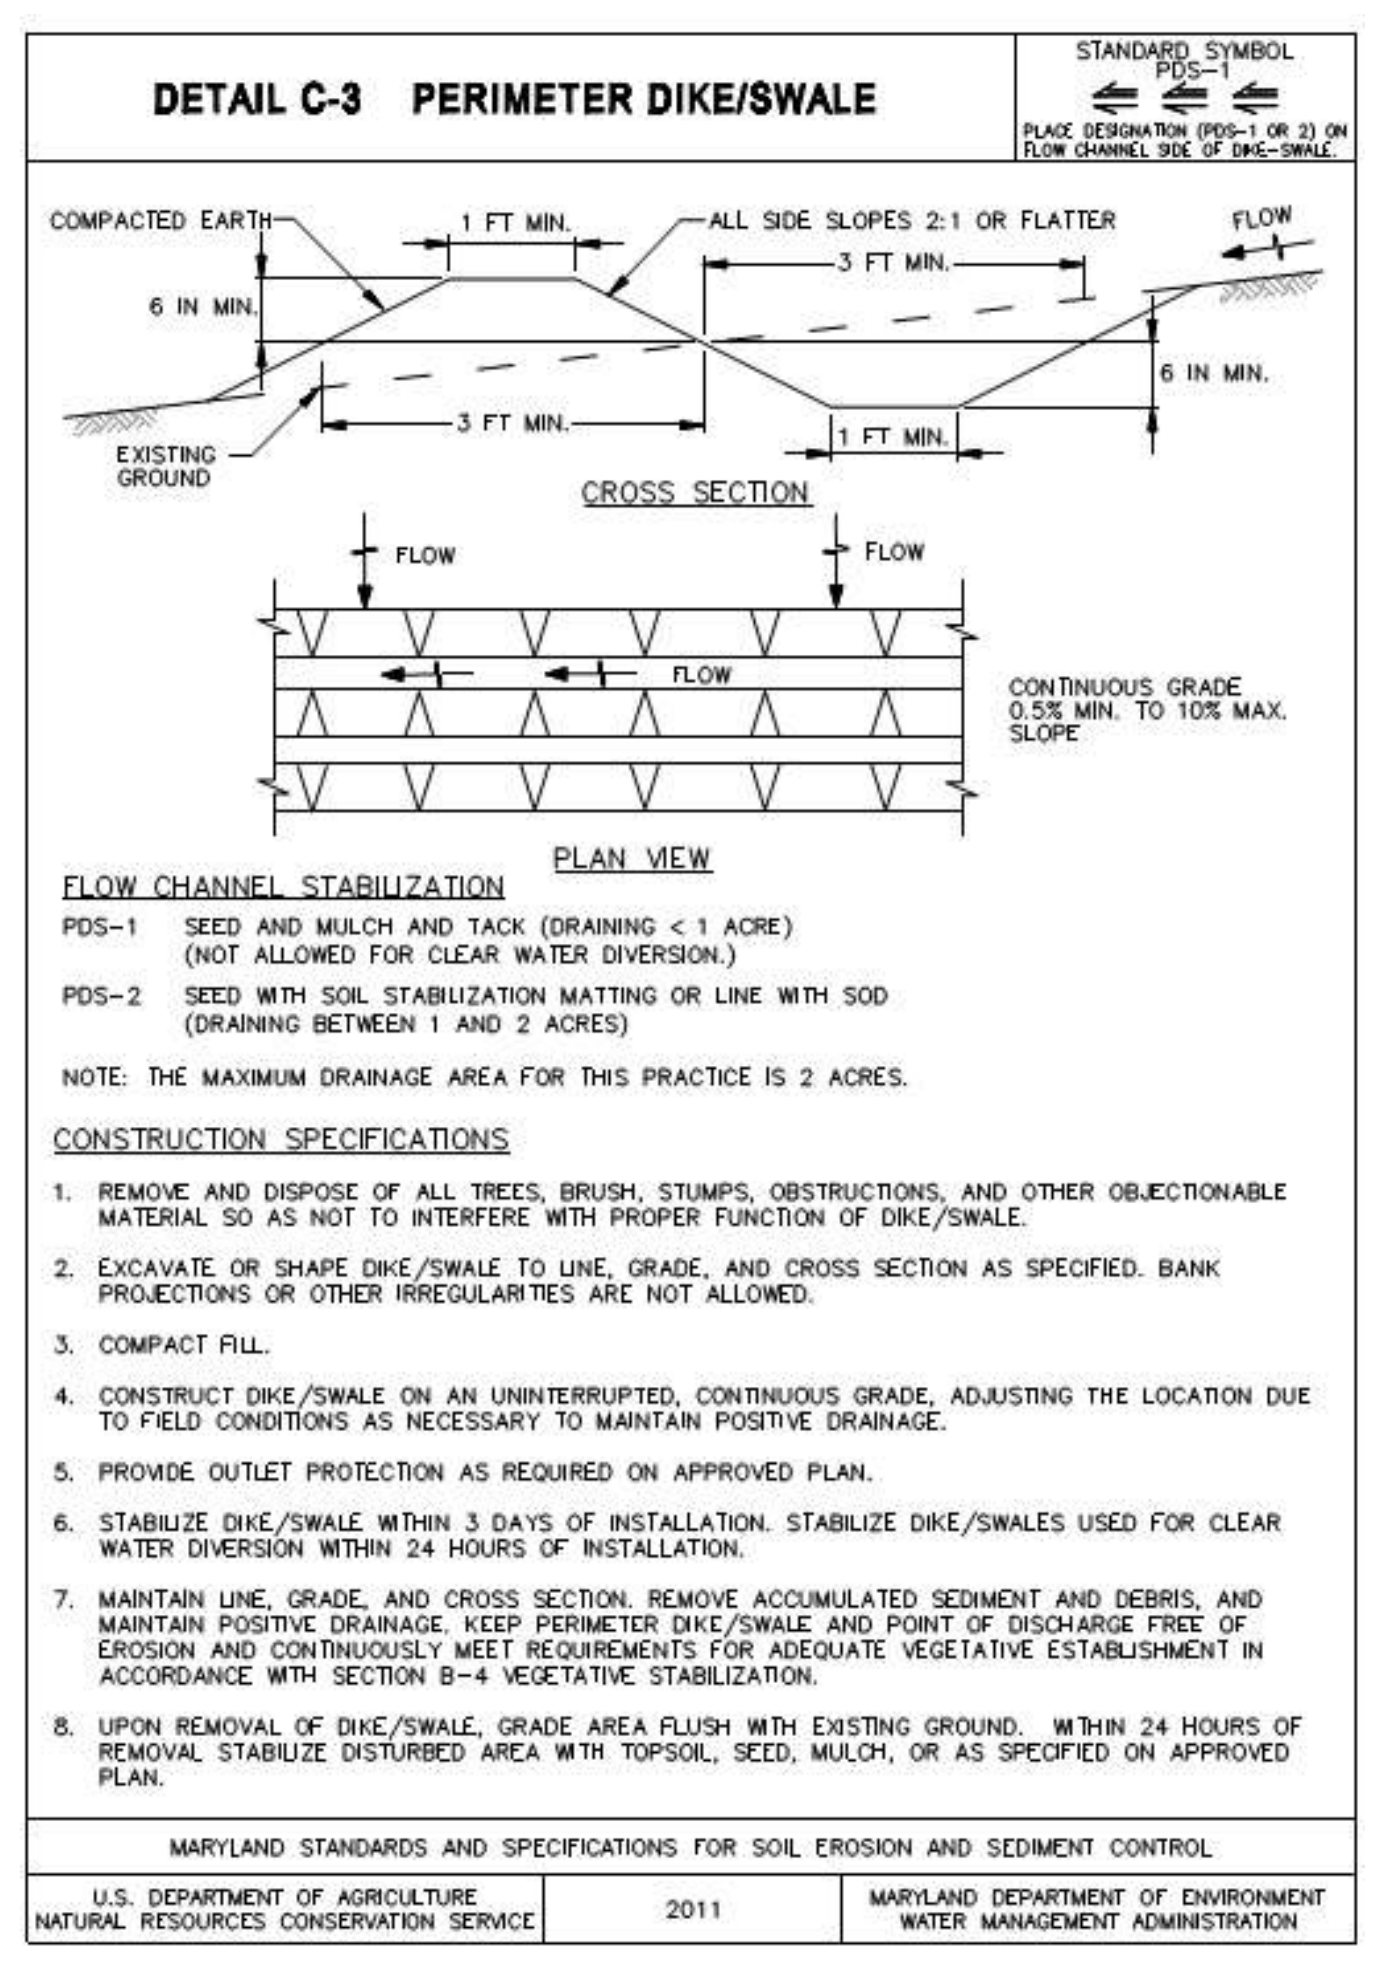 DETAIL C-3 PERIMETER DIKE/SWALE
STANDARD SYMBOL
PDS-1
PLACE DESIGNATION (PDS-1 OR 2) ON
FLOW CHANNEL SIDE OF DIKE-SWALE.
COMPACTED EARTH
1 FT MIN.
ALL SIDE SLOPES 2:1 OR FLATTER
FLOW
3 FT MIN.
6 IN MIN.
6 IN MIN.
3 FT MIN.
1 FT MIN.
EXISTING
GROUND
CROSS SECTION
FLOW
FLOW
FLOW
CONTINUOUS GRADE
0.5% MIN. TO 10% MAX.
SLOPE
PLAN VIEW
FLOW CHANNEL STABILIZATION
PDS-1 SEED AND MULCH AND TACK (DRAINING < 1 ACRE)
(NOT ALLOWED FOR CLEAR WATER DIVERSION.)
PDS-2 SEED WITH SOIL STABILIZATION MATTING OR LINE WITH SOD
(DRAINING BETWEEN 1 AND 2 ACRES)
NOTE: THE MAXIMUM DRAINAGE AREA FOR THIS PRACTICE IS 2 ACRES.
CONSTRUCTION SPECIFICATIONS
1. REMOVE AND DISPOSE OF ALL TREES, BRUSH, STUMPS, OBSTRUCTIONS, AND OTHER OBJECTIONABLE
MATERIAL SO AS NOT TO INTERFERE WITH PROPER FUNCTION OF DIKE/SWALE.
2. EXCAVATE OR SHAPE DIKE/SWALE TO LINE, GRADE, AND CROSS SECTION AS SPECIFIED. BANK
PROJECTIONS OR OTHER IRREGULARITIES ARE NOT ALLOWED.
3. COMPACT FILL.
4. CONSTRUCT DIKE/SWALE ON AN UNINTERRUPTED, CONTINUOUS GRADE, ADJUSTING THE LOCATION DUE
TO FIELD CONDITIONS AS NECESSARY TO MAINTAIN POSITIVE DRAINAGE.
5. PROVIDE OUTLET PROTECTION AS REQUIRED ON APPROVED PLAN.
6. STABILIZE DIKE/SWALE WITHIN 3 DAYS OF INSTALLATION. STABILIZE DIKE/SWALES USED FOR CLEAR
WATER DIVERSION WITHIN 24 HOURS OF INSTALLATION.
7. MAINTAIN LINE, GRADE, AND CROSS SECTION. REMOVE ACCUMULATED SEDIMENT AND DEBRIS, AND
MAINTAIN POSITIVE DRAINAGE. KEEP PERIMETER DIKE/SWALE AND POINT OF DISCHARGE FREE OF
EROSION AND CONTINUOUSLY MEET REQUIREMENTS FOR ADEQUATE VEGETATIVE ESTABLISHMENT IN
ACCORDANCE WITH SECTION B-4 VEGETATIVE STABILIZATION.
8. UPON REMOVAL OF DIKE/SWALE, GRADE AREA FLUSH WITH EXISTING GROUND. WITHIN 24 HOURS OF
REMOVAL STABILIZE DISTURBED AREA WITH TOPSOIL, SEED, MULCH, OR AS SPECIFIED ON APPROVED
PLAN.
MARYLAND STANDARDS AND SPECIFICATIONS FOR SOIL EROSION AND SEDIMENT CONTROL
U.S. DEPARTMENT OF AGRICULTURE
NATURAL RESOURCES CONSERVATION SERVICE
2011
MARYLAND DEPARTMENT OF ENVIRONMENT
WATER MANAGEMENT ADMINISTRATION